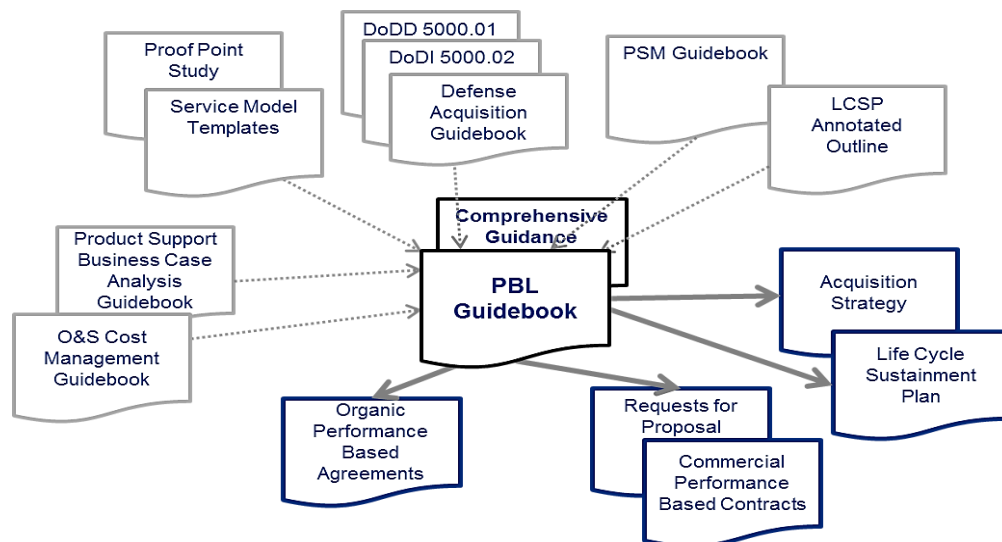 Proof Point
Study
Service Model
Templates
DoDD 5000.01
DoDI 5000.02
Defense
Acquisition
Guidebook
PSM Guidebook
LCSP
Annotated
Outline
Comprehensive
Guidance
PBL
Guidebook
Product Support
Business Case
Analysis
Guidebook
O&S Cost
Management
Guidebook
Acquisition
Strategy
Life Cycle
Sustainment
Plan
Organic
Performance
Based
Agreements
Requests for
Proposal
Commercial
Performance
Based Contracts